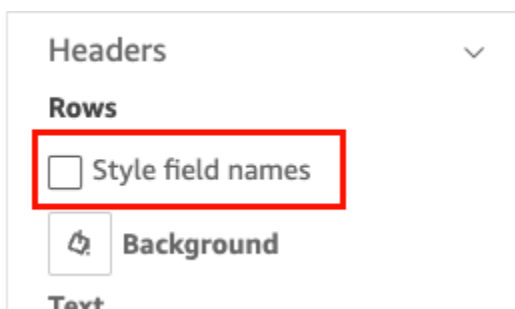 Headers
Rows
Style field names
Background
Text